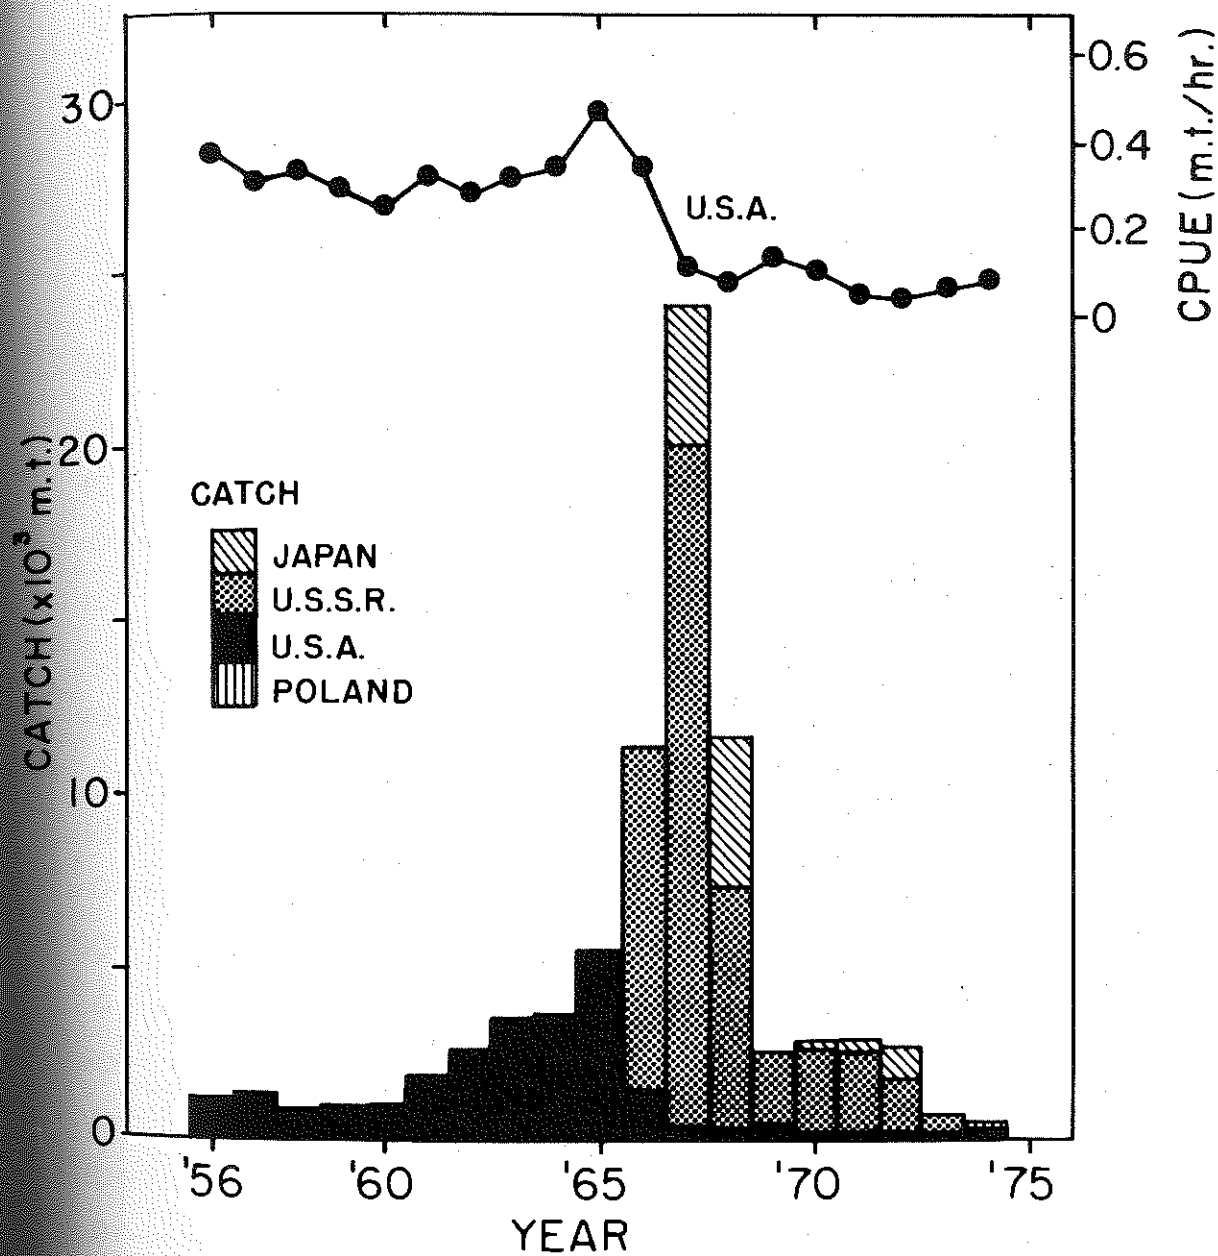 30
20
10
0
CATCH (x10³ m.t.)
0.6
0.4
0.2
0
CPUE (m.t./hr.)
U.S.A.
CATCH
JAPAN
U.S.S.R.
U.S.A.
POLAND
'56 '60 '65 '70 '75
YEAR